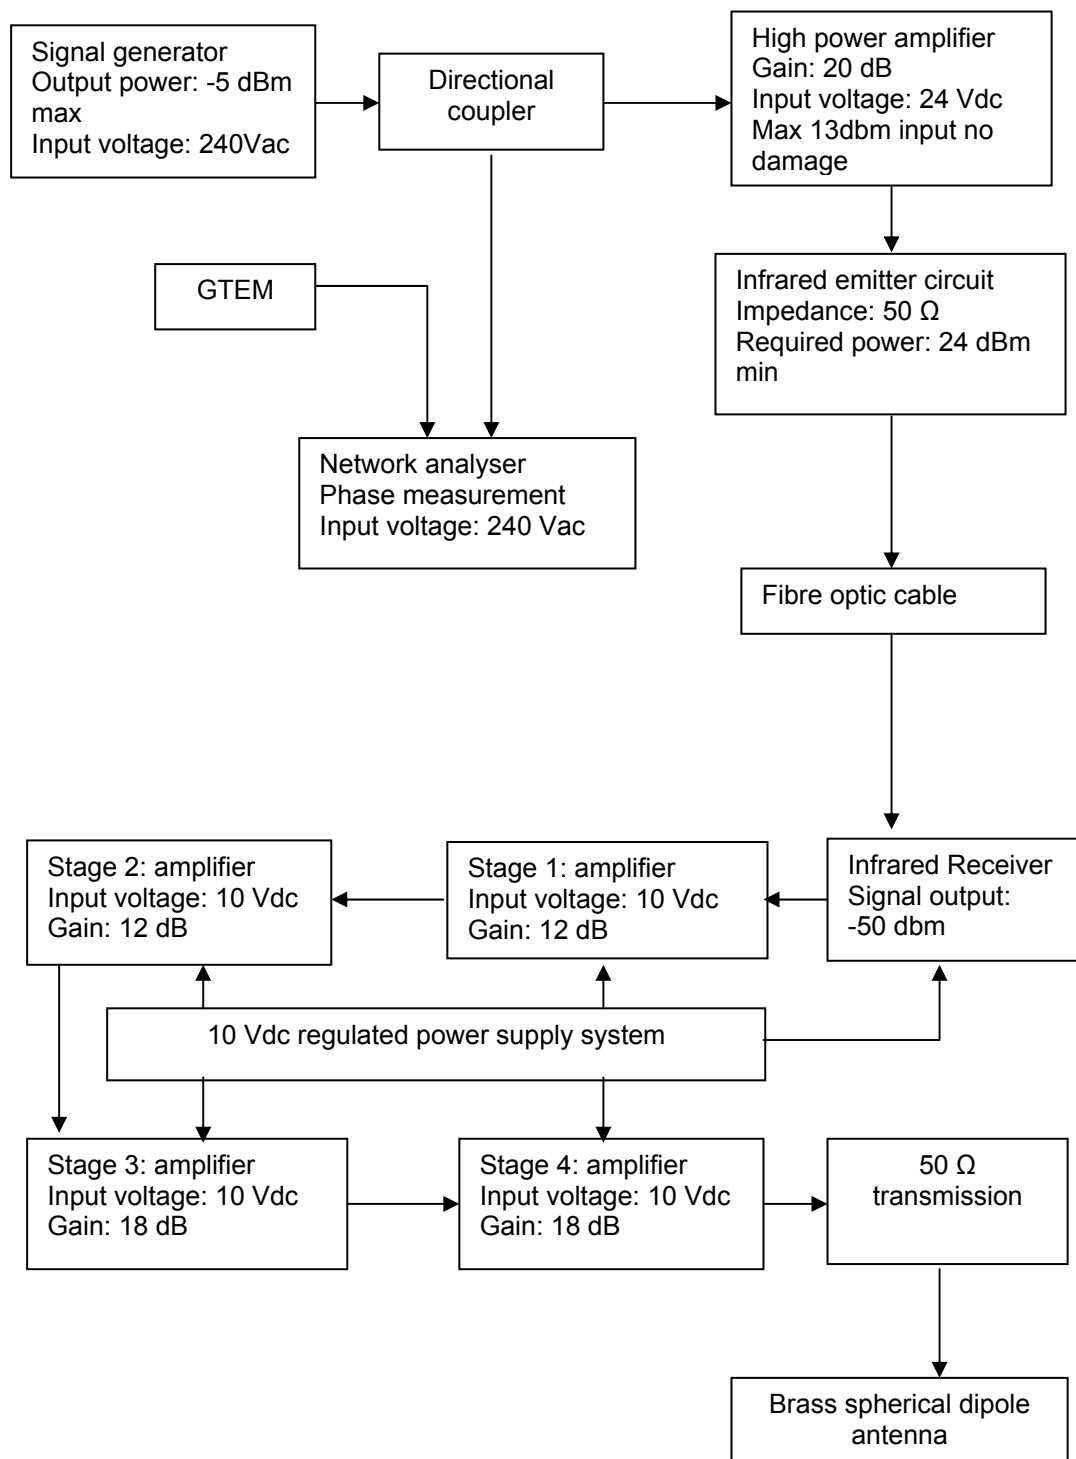 Signal generator
Output power: -5 dBm
max
Input voltage: 240Vac
Directional
coupler
High power amplifier
Gain: 20 dB
Input voltage: 24 Vdc
Max 13dbm input no
damage
GTEM
Infrared emitter circuit
Impedance: 50 Ω
Required power: 24 dBm
min
Network analyser
Phase measurement
Input voltage: 240 Vac
Fibre optic cable
Stage 2: amplifier
Input voltage: 10 Vdc
Gain: 12 dB
Stage 1: amplifier
Input voltage: 10 Vdc
Gain: 12 dB
Infrared Receiver
Signal output:
-50 dbm
10 Vdc regulated power supply system
Stage 3: amplifier
Input voltage: 10 Vdc
Gain: 18 dB
Stage 4: amplifier
Input voltage: 10 Vdc
Gain: 18 dB
50 Ω
transmission
Brass spherical dipole
antenna